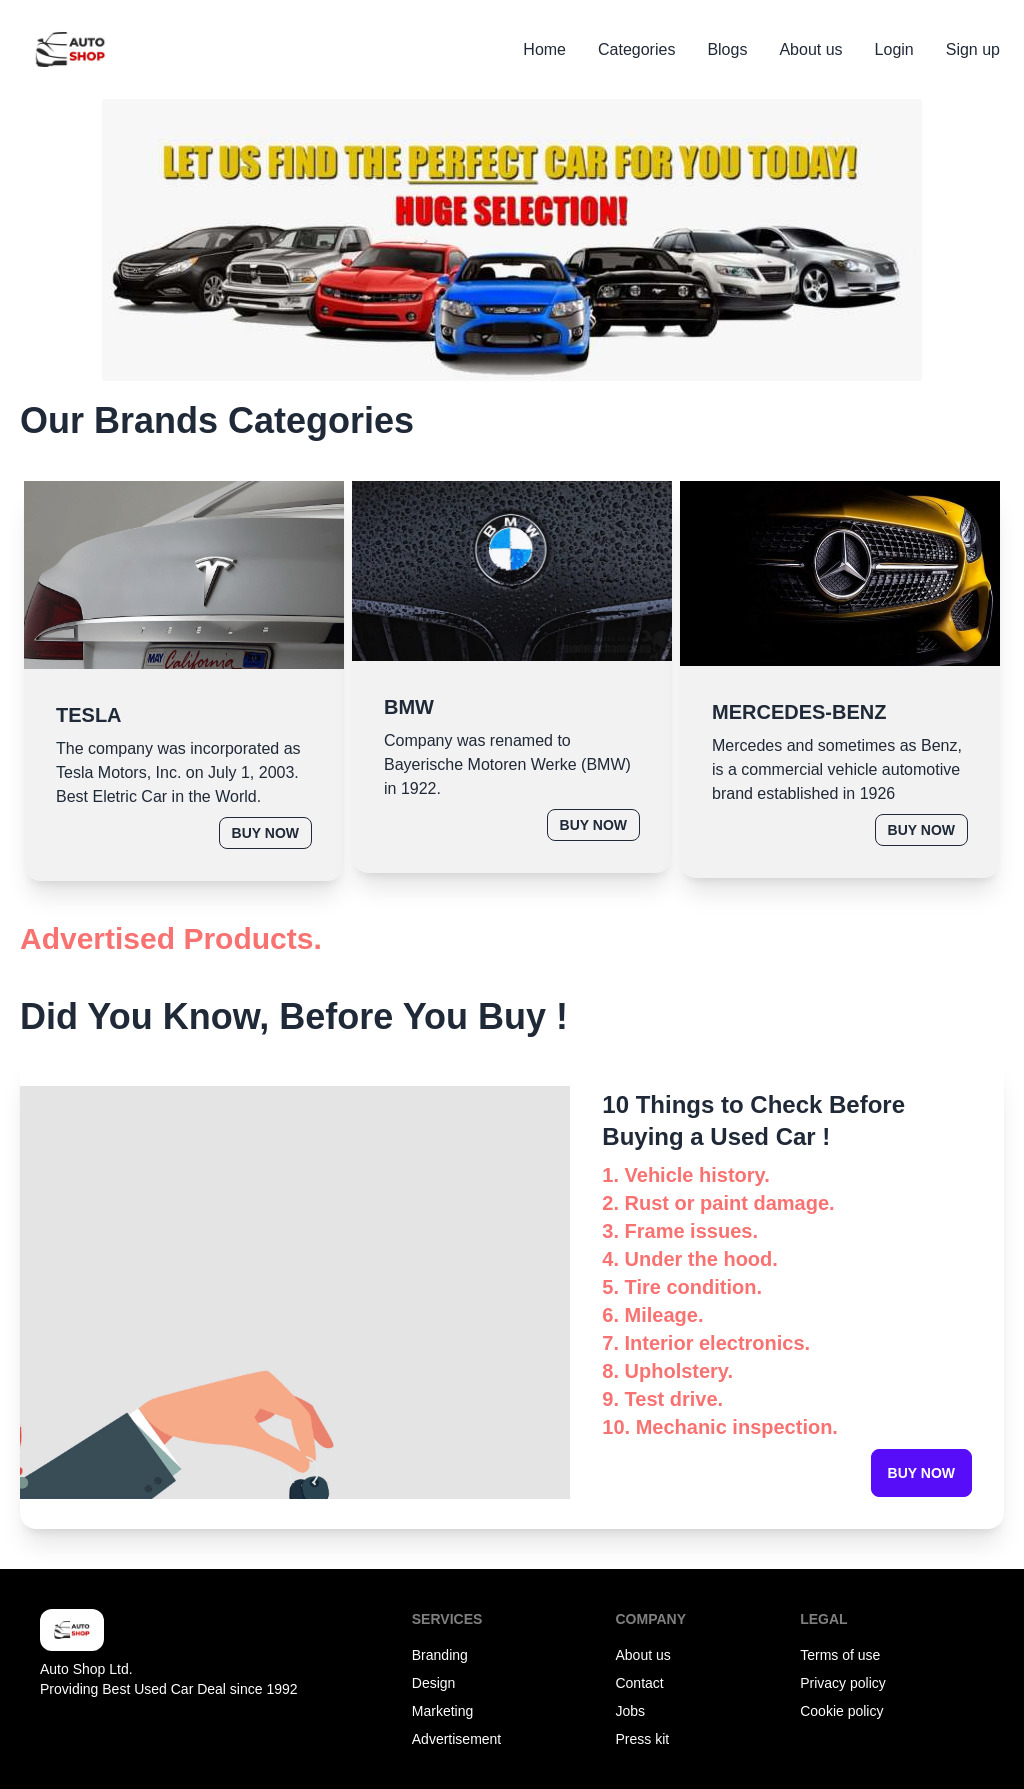 AUTO
SHOP
Home Categories Blogs About us Login Sign up
LET US FIND THE PERFECT CAR FOR YOU TODAY!
HUGE SELECTION!
Our Brands Categories
TESLA
MAY California
BMW
TESLA
The company was incorporated as
Tesla Motors, Inc. on July 1, 2003.
Best Eletric Car in the World.
BUY NOW
BMW
Company was renamed to
Bayerische Motoren Werke (BMW)
in 1922.
BUY NOW
MERCEDES-BENZ
Mercedes and sometimes as Benz,
is a commercial vehicle automotive
brand established in 1926
BUY NOW
Advertised Products.
Did You Know, Before You Buy !
10 Things to Check Before
Buying a Used Car !
1. Vehicle history.
2. Rust or paint damage.
3. Frame issues.
4. Under the hood.
5. Tire condition.
6. Mileage.
7. Interior electronics.
8. Upholstery.
9. Test drive.
10. Mechanic inspection.
BUY NOW
AUTO
SHOP
Auto Shop Ltd.
Providing Best Used Car Deal since 1992
SERVICES
Branding
Design
Marketing
Advertisement
COMPANY
About us
Contact
Jobs
Press kit
LEGAL
Terms of use
Privacy policy
Cookie policy